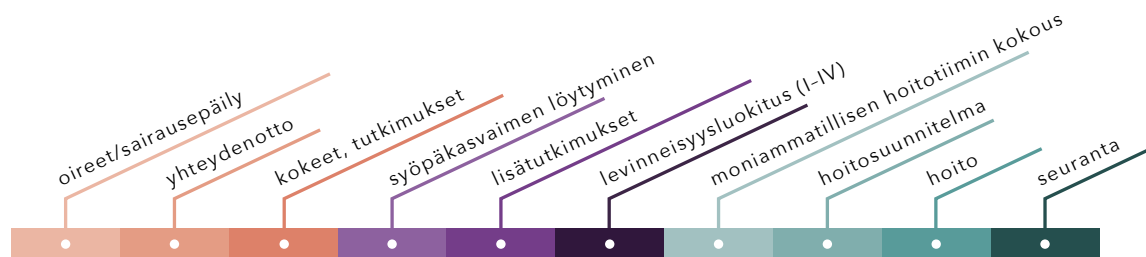 oireet/sairausepäily
yhteydenotto
kokeet, tutkimukset
syöpäkasvaimen löytyminen
lisätutkimukset
levinneisyysluokitus (I–IV)
moniammatillisen hoitotiimin kokous
hoitosuunnitelma
hoito
seuranta